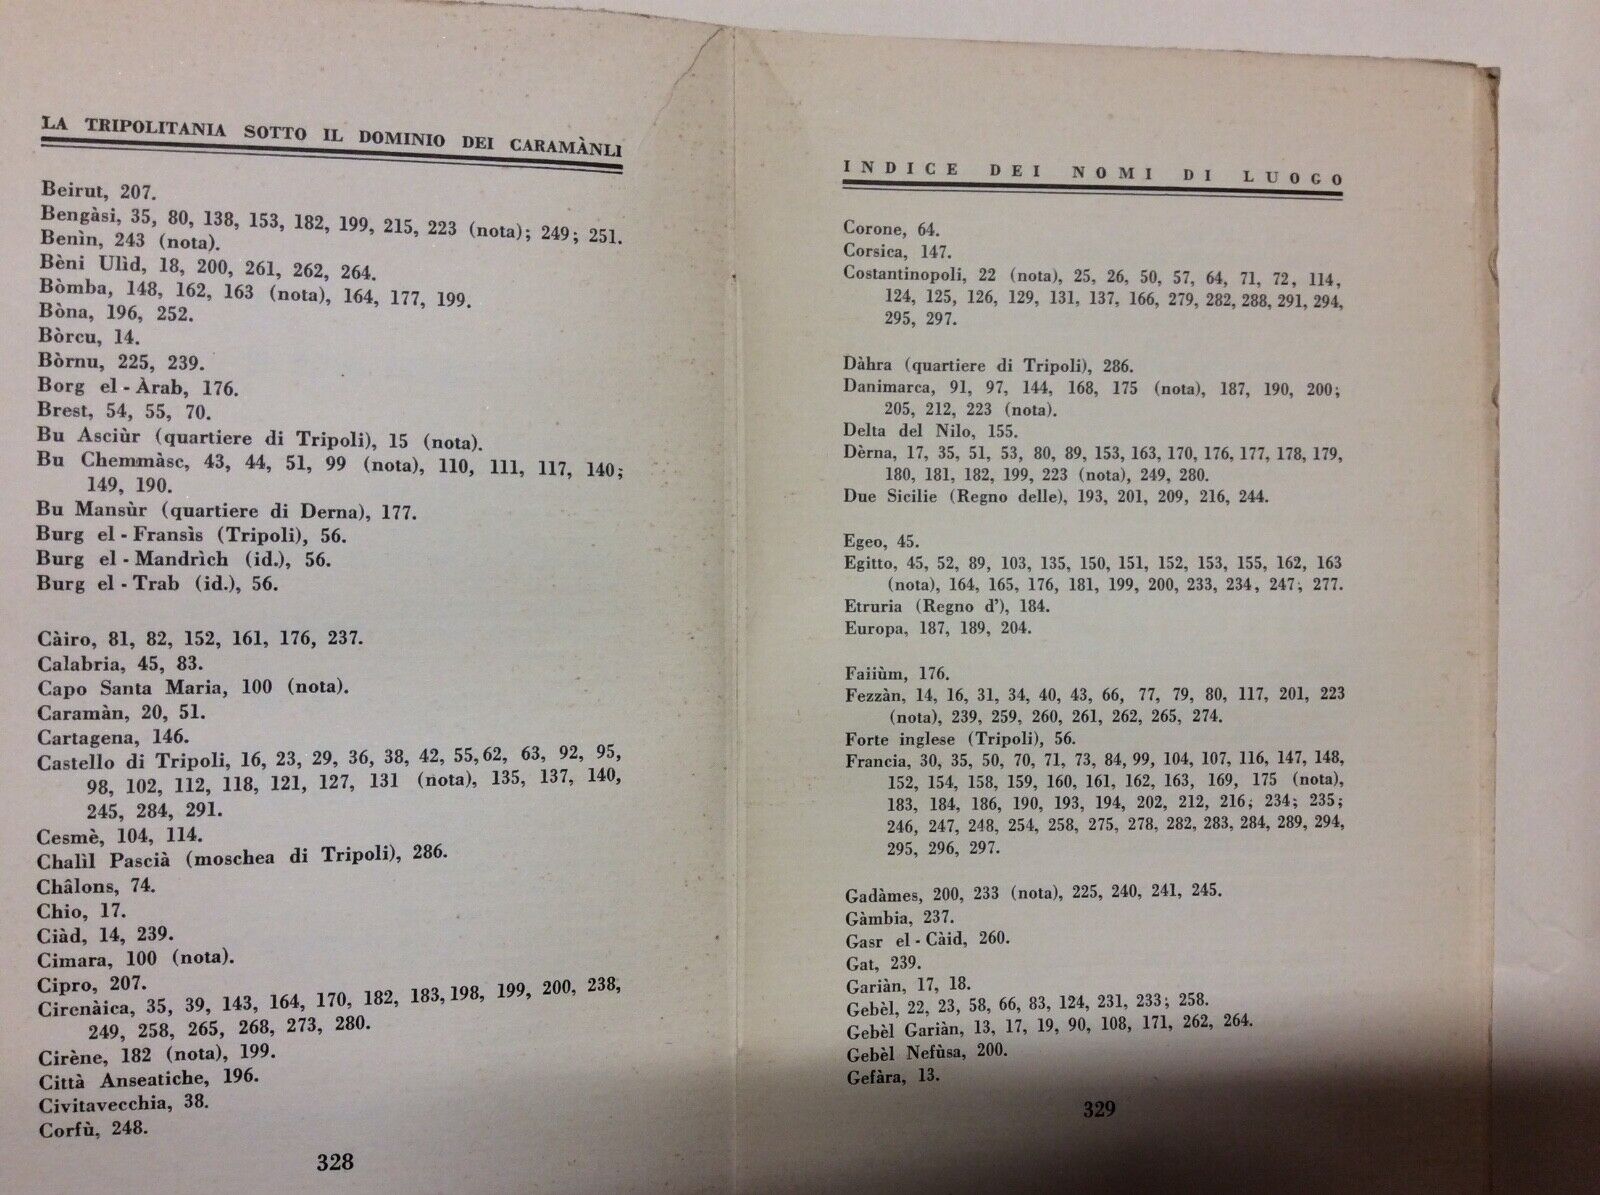 LA TRIPOLITANIA SOTTO IL DOMINIO DEI CARAMÀNLI
Beirut, 207.
Bengàsi, 35, 80, 138, 153, 182, 199, 215, 223 (nota); 249; 251.
Benìn, 243 (nota).
Bèni Ulìd, 18, 200, 261, 262, 264.
Bòmba, 148, 162, 163 (nota), 164, 177, 199.
Bòna, 196, 252.
Bòrcu, 14.
Bòrnu, 225, 239.
Borg el - Àrab, 176.
Brest, 54, 55, 70.
Bu Asciùr (quartiere di Tripoli), 15 (nota).
Bu Chemmàsc, 43, 44, 51, 99 (nota), 110, 111, 117, 140;
149, 190.
Bu Mansùr (quartiere di Derna), 177.
Burg el - Fransìs (Tripoli), 56.
Burg el - Mandrìch (id.), 56.
Burg el - Trab (id.), 56.
Càiro, 81, 82, 152, 161, 176, 237.
Calabria, 45, 83.
Capo Santa Maria, 100 (nota).
Caramàn, 20, 51.
Cartagena, 146.
Castello di Tripoli, 16, 23, 29, 36, 38, 42, 55, 62, 63, 92, 95,
98, 102, 112, 118, 121, 127, 131 (nota), 135, 137, 140,
245, 284, 291.
Cesmè, 104, 114.
Chalìl Pascià (moschea di Tripoli), 286.
Châlons, 74.
Chio, 17.
Ciàd, 14, 239.
Cimara, 100 (nota).
Cipro, 207.
Cirenàica, 35, 39, 143, 164, 170, 182, 183, 198, 199, 200, 238,
249, 258, 265, 268, 273, 280.
Cirène, 182 (nota), 199.
Città Anseatiche, 196.
Civitavecchia, 38.
Corfù, 248.
328
INDICE DEI NOMI DI LUOGO
Corone, 64.
Corsica, 147.
Costantinopoli, 22 (nota), 25, 26, 50, 57, 64, 71, 72, 114,
124, 125, 126, 129, 131, 137, 166, 279, 282, 288, 291, 294,
295, 297.
Dàhra (quartiere di Tripoli), 286.
Danimarca, 91, 97, 144, 168, 175 (nota), 187, 190, 200;
205, 212, 223 (nota).
Delta del Nilo, 155.
Dèrna, 17, 35, 51, 53, 80, 89, 153, 163, 170, 176, 177, 178, 179,
180, 181, 182, 199, 223 (nota), 249, 280.
Due Sicilie (Regno delle), 193, 201, 209, 216, 244.
Egeo, 45.
Egitto, 45, 52, 89, 103, 135, 150, 151, 152, 153, 155, 162, 163
(nota), 164, 165, 176, 181, 199, 200, 233, 234, 247; 277.
Etruria (Regno d'), 184.
Europa, 187, 189, 204.
Faiiùm, 176.
Fezzàn, 14, 16, 31, 34, 40, 43, 66, 77, 79, 80, 117, 201, 223
(nota), 239, 259, 260, 261, 262, 265, 274.
Forte inglese (Tripoli), 56.
Francia, 30, 35, 50, 70, 71, 73, 84, 99, 104, 107, 116, 147, 148,
152, 154, 158, 159, 160, 161, 162, 163, 169, 175 (nota),
183, 184, 186, 190, 193, 194, 202, 212, 216; 234; 235;
246, 247, 248, 254, 258, 275, 278, 282, 283, 284, 289, 294,
295, 296, 297.
Gadàmes, 200, 233 (nota), 225, 240, 241, 245.
Gàmbia, 237.
Gasr el - Càid, 260.
Gat, 239.
Gariàn, 17, 18.
Gebèl, 22, 23, 58, 66, 83, 124, 231, 233; 258.
Gebèl Gariàn, 13, 17, 19, 90, 108, 171, 262, 264.
Gebèl Nefùsa, 200.
Gefàra, 13.
329